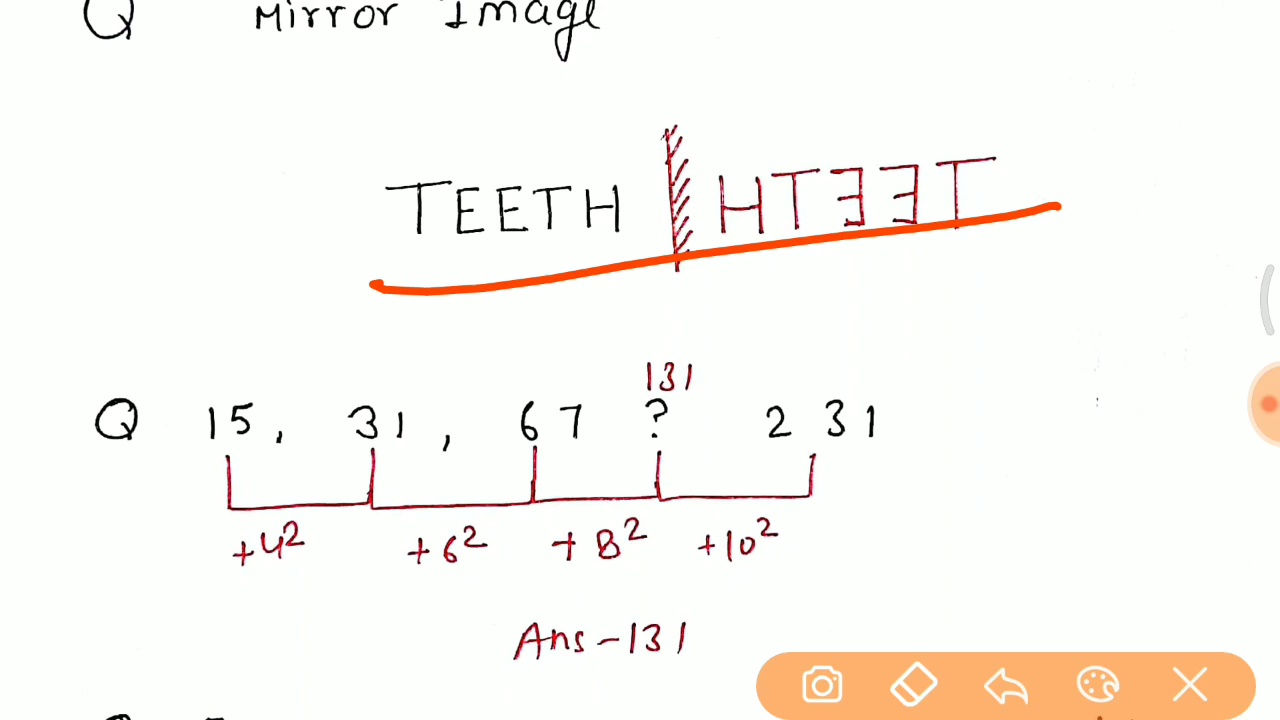 Q Mirror Image
TEETH HTƎƎT
131
Q 15, 31, 67 ? 231
+4² +6² +8² +10²
Ans - 131